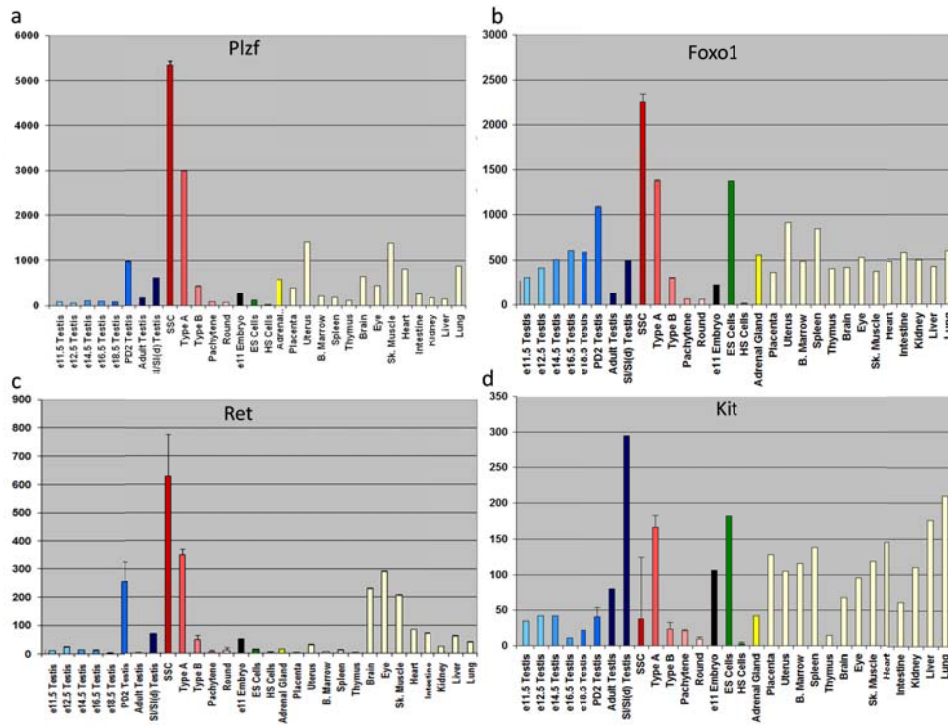 a
Plzf
6000
5000
4000
3000
2000
1000
0
e11.5 Testis
e12.5 Testis
e14.5 Testis
e16.5 Testis
e18.5 Testis
PD2 Testis
Adult Testis
l/Sl(d) Testis
SSC
Type A
Type B
Pachytene
Round
e11 Embryo
ES Cells
HS Cells
Adrenal..
Placenta
Uterus
B. Marrow
Spleen
Thymus
Brain
Eye
Sk. Muscle
Heart
Intestine
Kidney
Liver
Lung
b
Foxo1
3000
2500
2000
1500
1000
500
0
e11.5 Testis
e12.5 Testis
e14.5 Testis
e16.5 Testis
e18.5 Testis
PD2 Testis
Adult Testis
Sl/Sl(d) Testis
SSC
Type A
Type B
Pachytene
Round
e11 Embryo
ES Cells
HS Cells
Adrenal Gland
Placenta
Uterus
B. Marrow
Spleen
Thymus
Brain
Eye
Sk. Muscle
Heart
Intestine
Kidney
Liver
Lung
c
Ret
900
800
700
600
500
400
300
200
100
0
e11.5 Testis
e12.5 Testis
e14.5 Testis
e16.5 Testis
e18.5 Testis
PD2 Testis
Adult Testis
Sl/Sl(d) Testis
SSC
Type A
Type B
Pachytene
Round
e11 Embryo
ES Cells
HS Cells
Adrenal Gland
Placenta
Uterus
B. Marrow
Spleen
Thymus
Brain
Eye
Sk. Muscle
Heart
Intestine
Kidney
Liver
Lung
d
Kit
350
300
250
200
150
100
50
0
e11.5 Testis
e12.5 Testis
e14.5 Testis
e16.5 Testis
e18.5 Testis
PD2 Testis
Adult Testis
Sl/Sl(d) Testis
SSC
Type A
Type B
Pachytene
Round
e11 Embryo
ES Cells
HS Cells
Adrenal Gland
Placenta
Uterus
B. Marrow
Spleen
Thymus
Brain
Eye
Sk. Muscle
Heart
Intestine
Kidney
Liver
Lung